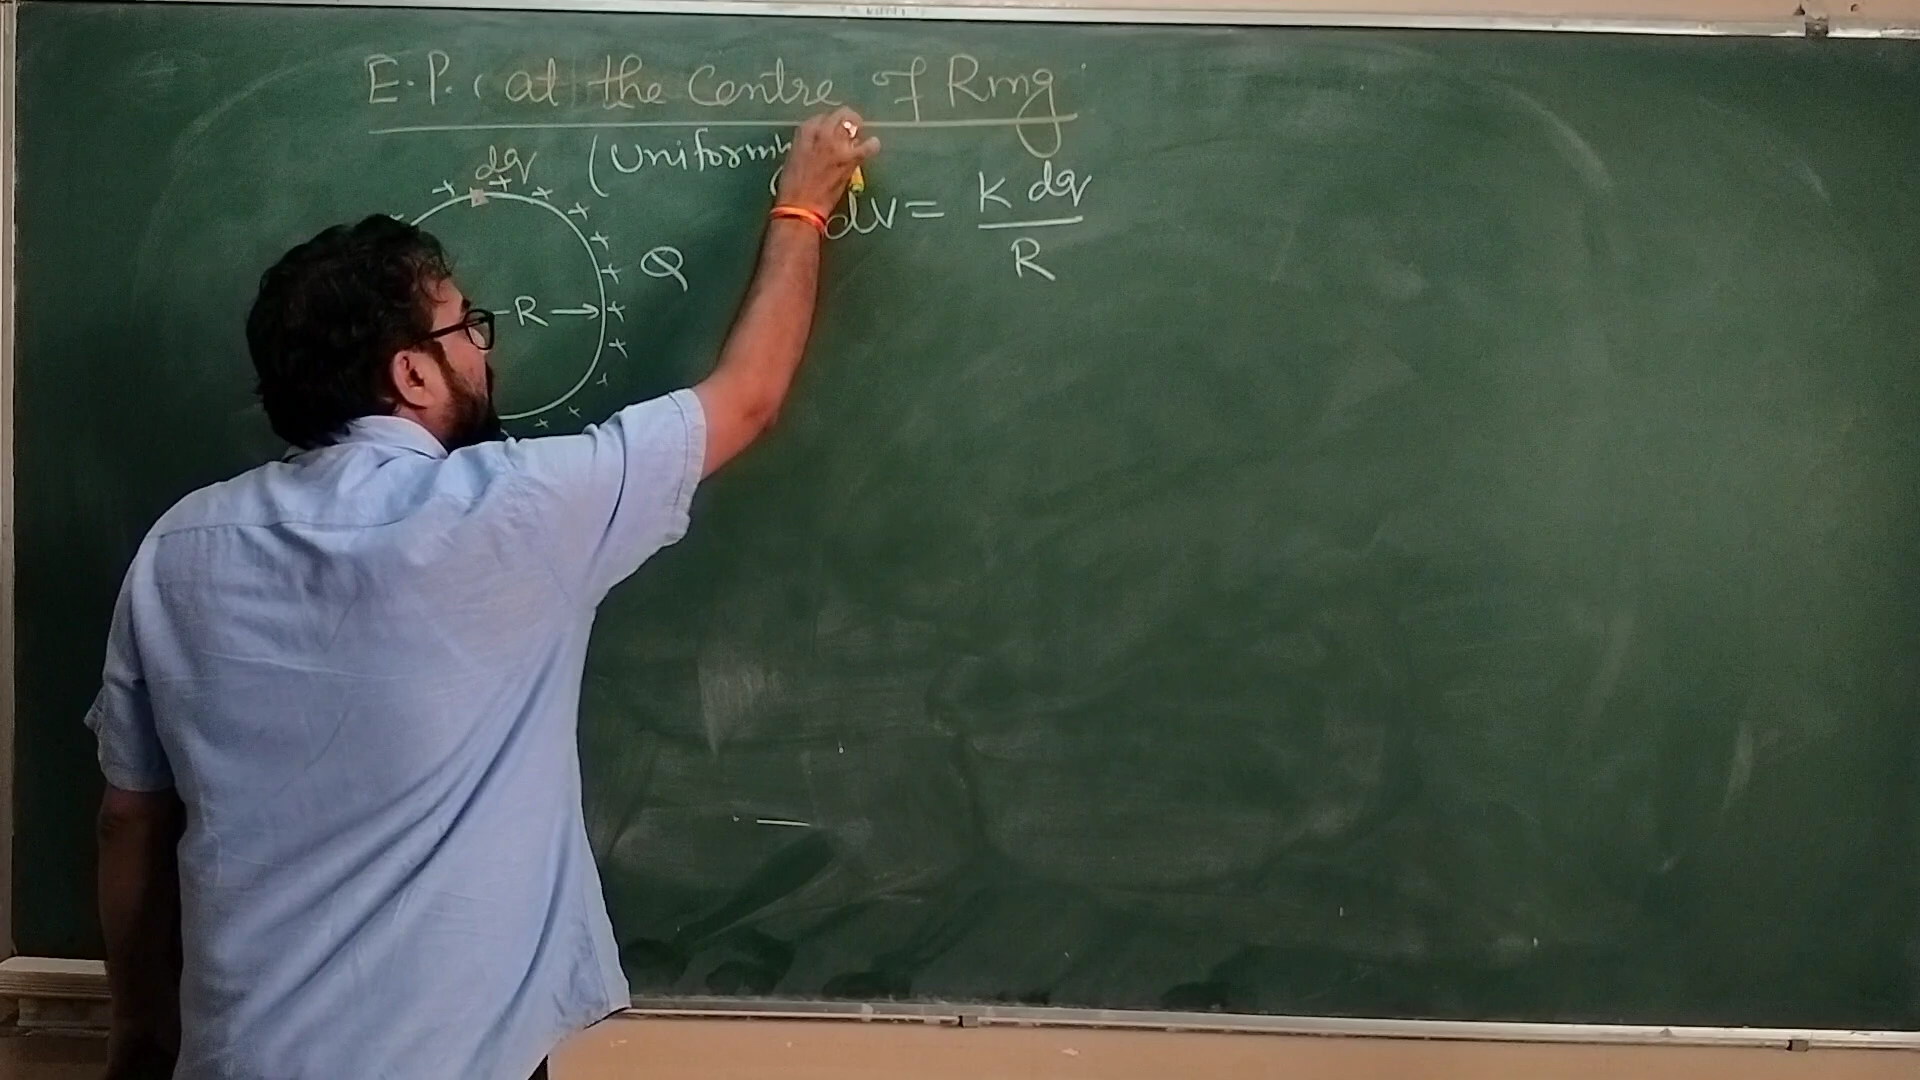 E.P. at the Centre of Ring
dq
(Uniform
dV = K dq / R
Q
R